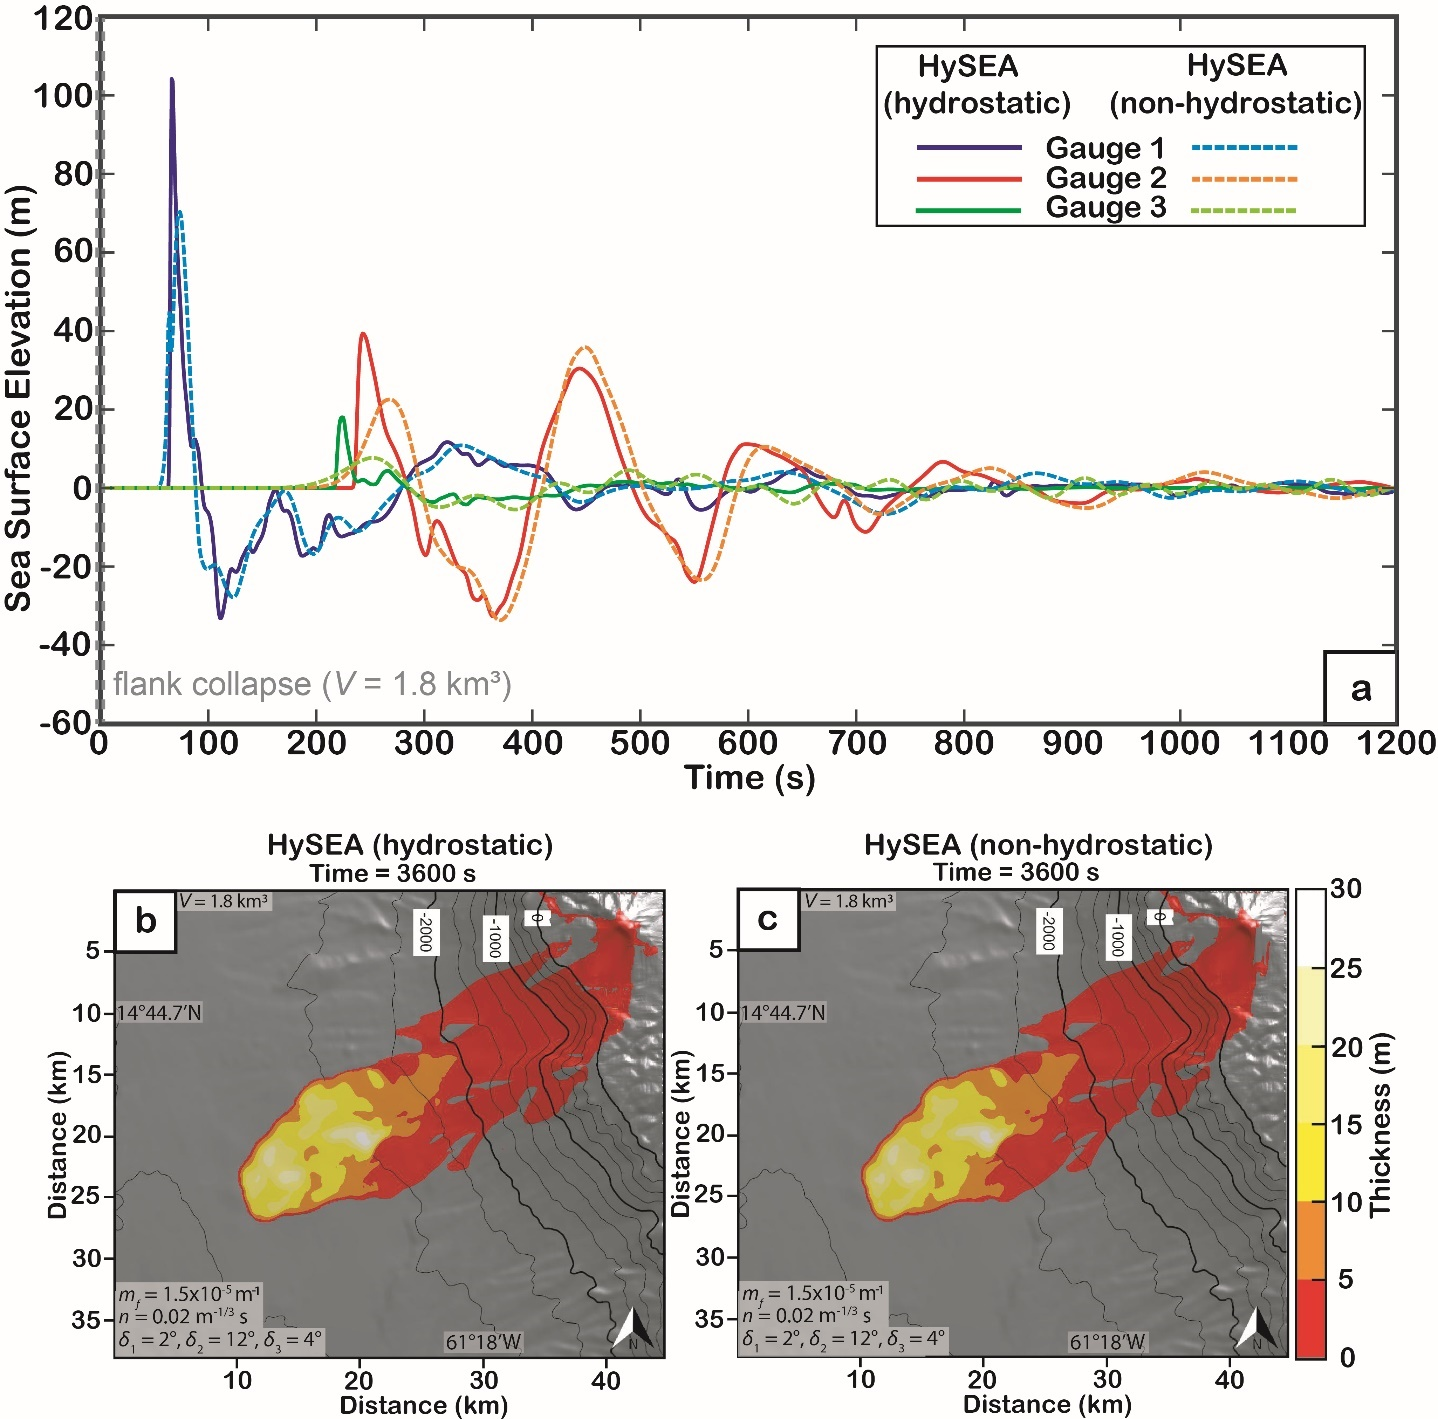 120
100
80
60
40
20
0
-20
-40
-60
Sea Surface Elevation (m)
HySEA (hydrostatic)
HySEA (non-hydrostatic)
Gauge 1
Gauge 2
Gauge 3
flank collapse (V = 1.8 km³)
a
0 100 200 300 400 500 600 700 800 900 1000 1100 1200
Time (s)
HySEA (hydrostatic)
Time = 3600 s
b
V = 1.8 km³
-2000
-1000
0
5
10
15
20
25
30
35
Distance (km)
14°44.7'N
m_f = 1.5x10⁻⁵ m⁻¹
n = 0.02 m⁻¹/³ s
δ₁ = 2°, δ₂ = 12°, δ₃ = 4°
61°18'W
N
10 20 30 40
Distance (km)
HySEA (non-hydrostatic)
Time = 3600 s
c
V = 1.8 km³
-2000
-1000
0
5
10
15
20
25
30
35
Distance (km)
14°44.7'N
m_f = 1.5x10⁻⁵ m⁻¹
n = 0.02 m⁻¹/³ s
δ₁ = 2°, δ₂ = 12°, δ₃ = 4°
61°18'W
N
10 20 30 40
Distance (km)
30
25
20
15
10
5
0
Thickness (m)